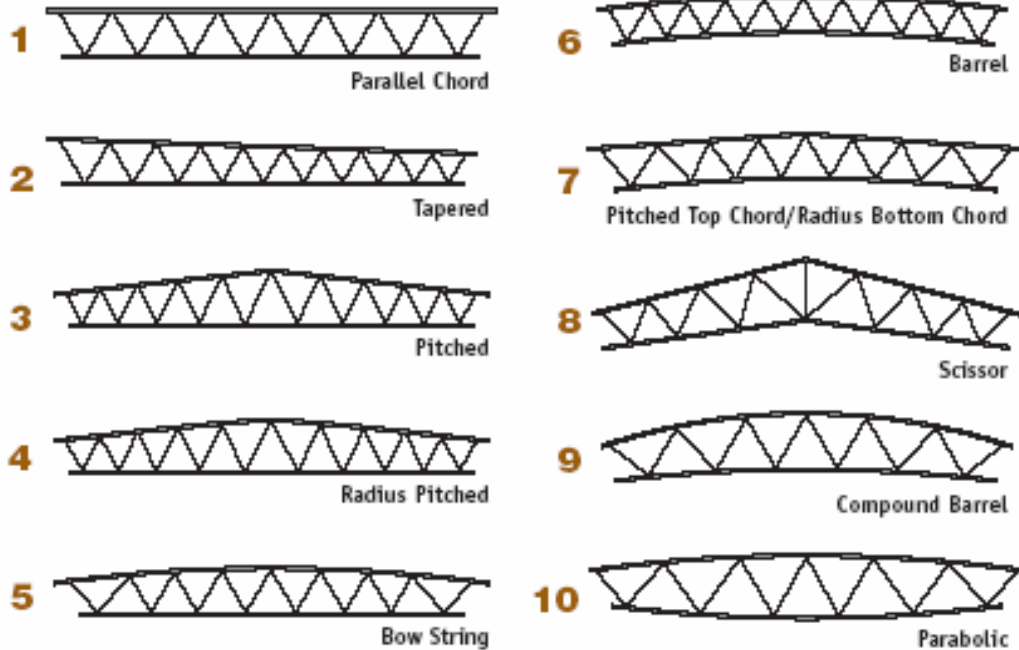 1
Parallel Chord
2
Tapered
3
Pitched
4
Radius Pitched
5
Bow String
6
Barrel
7
Pitched Top Chord/Radius Bottom Chord
8
Scissor
9
Compound Barrel
10
Parabolic